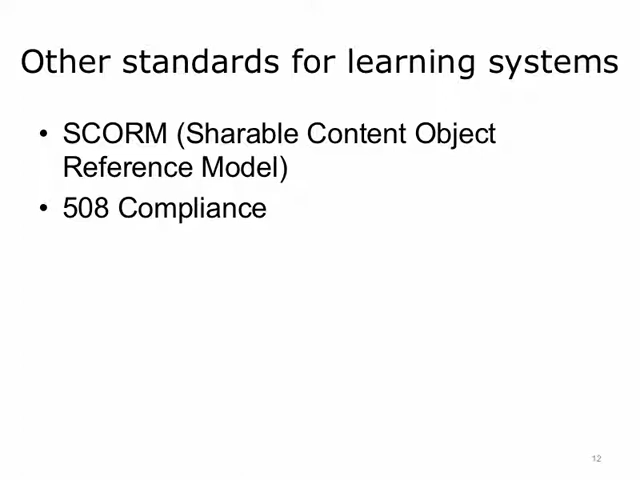 Other standards for learning systems
• SCORM (Sharable Content Object
Reference Model)
• 508 Compliance
12